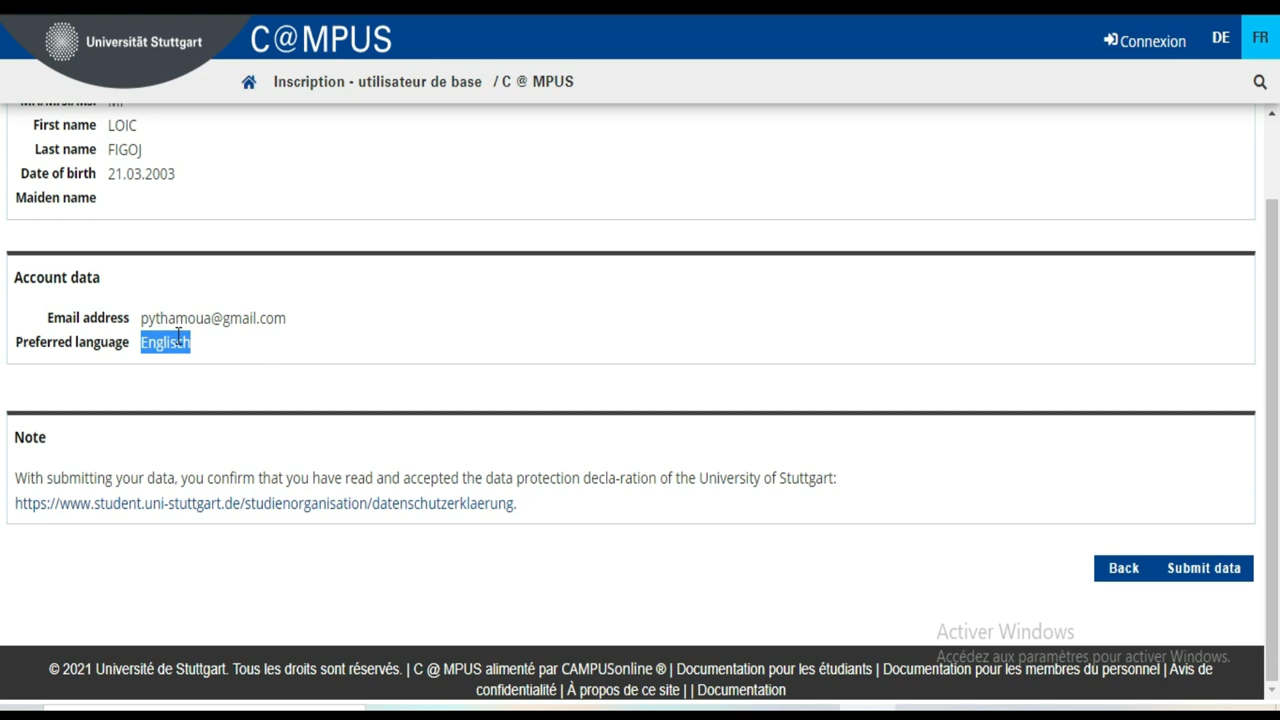 Universität Stuttgart
C@MPUS
Connexion
DE
FR
Inscription - utilisateur de base / C @ MPUS
First name LOIC
Last name FIGOJ
Date of birth 21.03.2003
Maiden name
Account data
Email address pythamoua@gmail.com
Preferred language Englisch
Note
With submitting your data, you confirm that you have read and accepted the data protection decla-ration of the University of Stuttgart:
https://www.student.uni-stuttgart.de/studienorganisation/datenschutzerklaerung.
Back Submit data
Activer Windows
Accédez aux paramètres pour activer Windows.
© 2021 Université de Stuttgart. Tous les droits sont réservés. | C @ MPUS alimenté par CAMPUSonline ® | Documentation pour les étudiants | Documentation pour les membres du personnel | Avis de
confidentialité | À propos de ce site | | Documentation